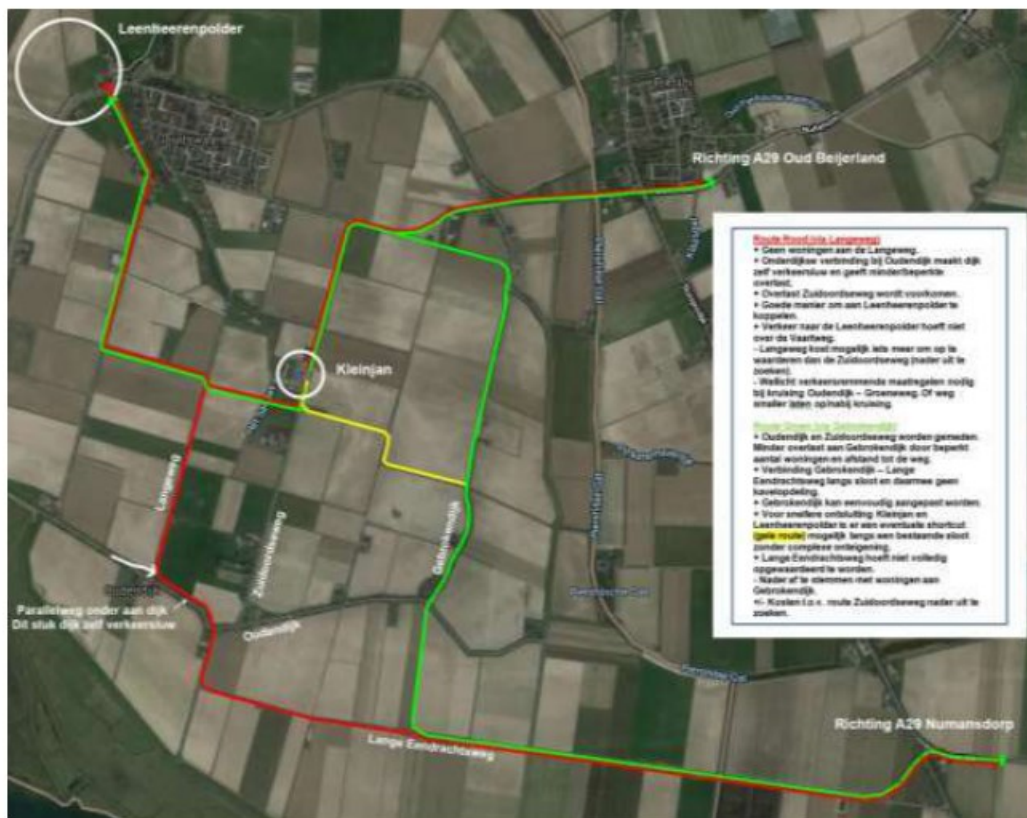 Leenheerenpolder
Richting A29 Oud Beijerland
Kleinjan
Langeweg
Zuidoordseweg
Gebrokendijk
Oudendijk
Parallelweg onder aan dijk
Dit stuk dijk zelf verkeersluw
Lange Eendrachtsweg
Richting A29 Numansdorp
Route Rood (via Langeweg)
+ Geen woningen aan de Langeweg.
+ Onderdijkse verbinding bij Oudendijk maakt dijk
zelf verkeersluw en geeft minder/beperkte
overlast.
+ Overlast Zuidoordseweg wordt voorkomen.
+ Goede manier om aan Leenheerenpolder te
koppelen.
+ Verkeer naar de Leenheerenpolder hoeft niet
over de Vaartweg.
- Langeweg kost mogelijk iets meer om op te
waarderen dan de Zuidoordseweg (nader uit te
zoeken).
- Wellicht verkeersremmende maatregelen nodig
bij kruising Oudendijk – Groeneweg. Of weg
smaller laten op/nabij kruising.
Route Groen (via Gebrokendijk)
+ Oudendijk en Zuidoordseweg worden gemeden.
Minder overlast aan Gebrokendijk door beperkt
aantal woningen en afstand tot de weg.
+ Verbinding Gebrokendijk – Lange
Eendrachtsweg langs sloot en daarmee geen
kavelopdeling.
+ Gebrokendijk kan eenvoudig aangepast worden.
+ Voor snellere ontsluiting Kleinjan en
Leenheerenpolder is er een eventuele shortcut
(gele route) mogelijk langs een bestaande sloot
zonder complexe onteigening.
+ Lange Eendrachtsweg hoeft niet volledig
opgewaardeerd te worden.
- Nader af te stemmen met woningen aan
Gebrokendijk.
+/- Kosten t.o.v. route Zuidoordseweg nader uit te
zoeken.